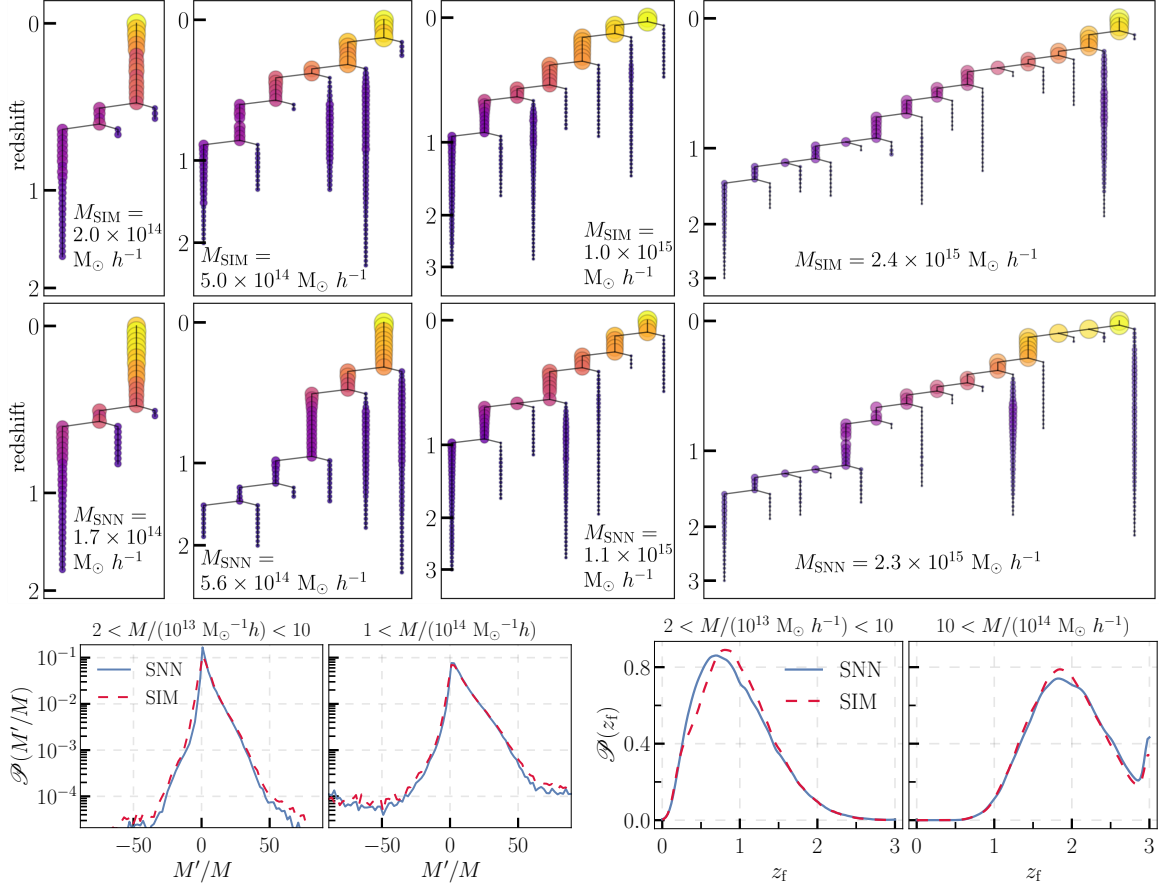 redshift
0
1
2
M_SIM =
2.0 × 10^14
M_⊙ h^−1
0
1
2
M_SIM =
5.0 × 10^14 M_⊙ h^−1
0
1
2
3
M_SIM =
1.0 × 10^15
M_⊙ h^−1
0
1
2
3
M_SIM = 2.4 × 10^15 M_⊙ h^−1
redshift
0
1
2
M_SNN =
1.7 × 10^14
M_⊙ h^−1
0
1
2
M_SNN =
5.6 × 10^14 M_⊙ h^−1
0
1
2
3
M_SNN =
1.1 × 10^15
M_⊙ h^−1
0
1
2
3
M_SNN = 2.3 × 10^15 M_⊙ h^−1
2 < M/(10^13 M_⊙^−1 h) < 10
𝒫(M′/M)
10^−1
10^−2
10^−3
10^−4
SNN
SIM
−50 0 50
M′/M
1 < M/(10^14 M_⊙^−1 h)
−50 0 50
M′/M
2 < M/(10^13 M_⊙ h^−1) < 10
𝒫(z_f)
0.8
0.4
0.0
SNN
SIM
0 1 2 3
z_f
10 < M/(10^14 M_⊙ h^−1)
0 1 2 3
z_f